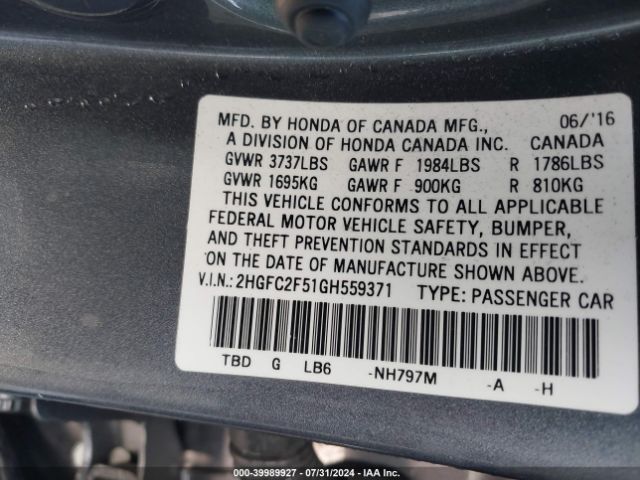 MFD. BY HONDA OF CANADA MFG., 06/'16
A DIVISION OF HONDA CANADA INC. CANADA
GVWR 3737LBS GAWR F 1984LBS R 1786LBS
GVWR 1695KG GAWR F 900KG R 810KG
THIS VEHICLE CONFORMS TO ALL APPLICABLE
FEDERAL MOTOR VEHICLE SAFETY, BUMPER,
AND THEFT PREVENTION STANDARDS IN EFFECT
ON THE DATE OF MANUFACTURE SHOWN ABOVE.
V.I.N.: 2HGFC2F51GH559371 TYPE: PASSENGER CAR
TBD G LB6 -NH797M -A -H
00-39989927 - 07/31/2024 - IAA Inc.